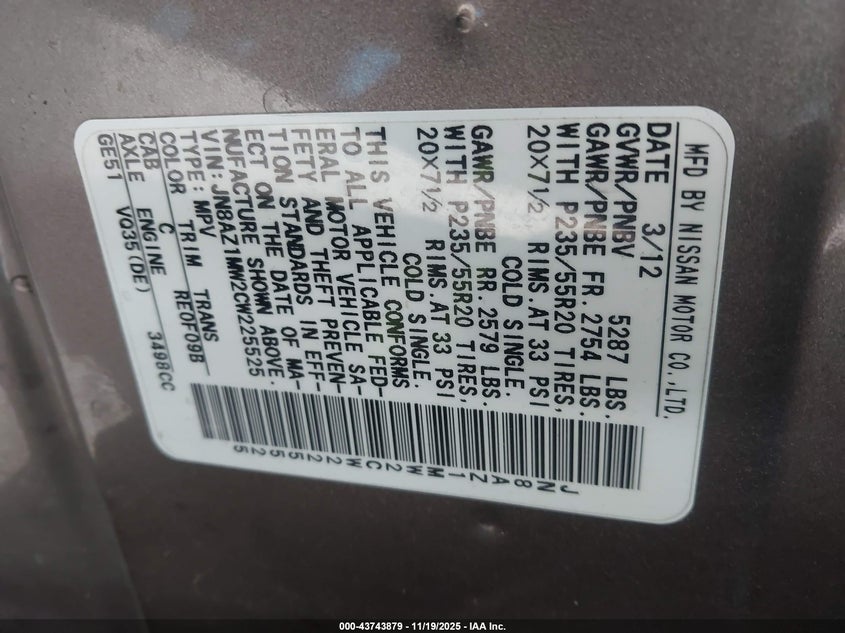 MFD BY NISSAN MOTOR CO.,LTD.
DATE 3/12
GVWR/PNBV 5287 LBS.
GAWR/PNBE FR. 2754 LBS.
WITH P235/55R20 TIRES,
20X7½ RIMS.AT 33 PSI
COLD SINGLE.
GAWR/PNBE RR. 2579 LBS.
WITH P235/55R20 TIRES,
20X7½ RIMS.AT 33 PSI
COLD SINGLE.
THIS VEHICLE CONFORMS
TO ALL APPLICABLE FED-
ERAL MOTOR VEHICLE SA-
FETY AND THEFT PREVEN-
TION STANDARDS IN EFF-
ECT ON THE DATE OF MA-
NUFACTURE SHOWN ABOVE.
VIN: JN8AZ1MW2CW225525
TYPE: MPV
COLOR TRIM TRANS
C RE0F09B
CAB ENGINE 3498CC
AXLE VQ35(DE)
GE51
JN8AZ1MW2CW225525
000-43743879 - 11/19/2025 - IAA Inc.